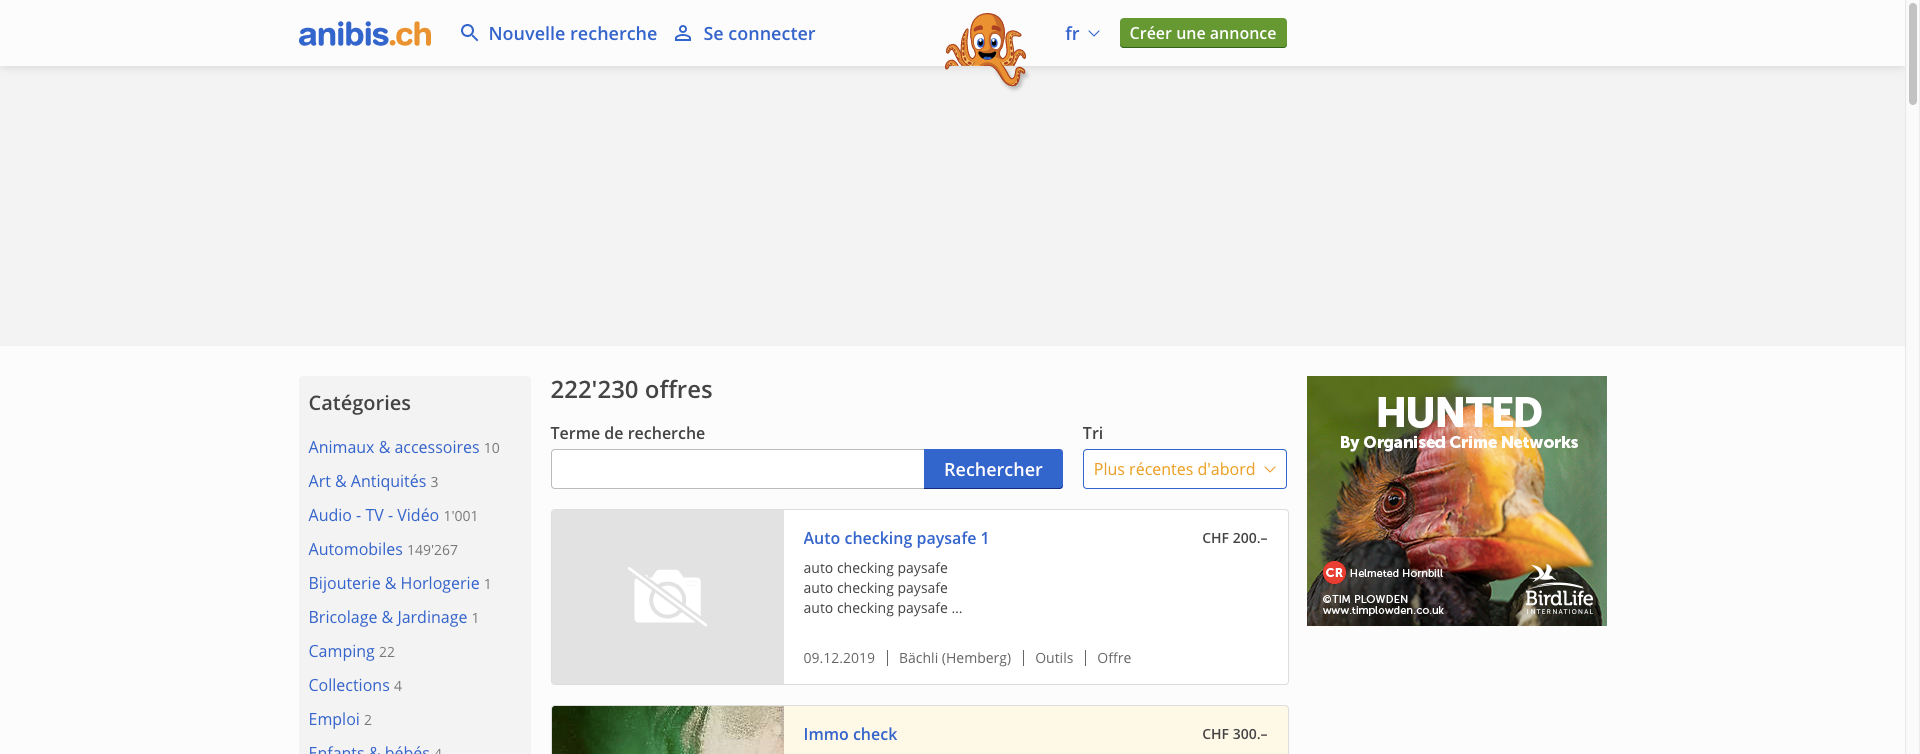 anibis.ch
Nouvelle recherche
Se connecter
fr
Créer une annonce
Catégories
Animaux & accessoires 10
Art & Antiquités 3
Audio - TV - Vidéo 1'001
Automobiles 149'267
Bijouterie & Horlogerie 1
Bricolage & Jardinage 1
Camping 22
Collections 4
Emploi 2
Enfants & bébés 4
222'230 offres
Terme de recherche
Rechercher
Tri
Plus récentes d'abord
Auto checking paysafe 1
CHF 200.–
auto checking paysafe
auto checking paysafe
auto checking paysafe ...
09.12.2019
Bächli (Hemberg)
Outils
Offre
Immo check
CHF 300.–
HUNTED
By Organised Crime Networks
CR Helmeted Hornbill
©TIM PLOWDEN
www.timplowden.co.uk
BirdLife
INTERNATIONAL